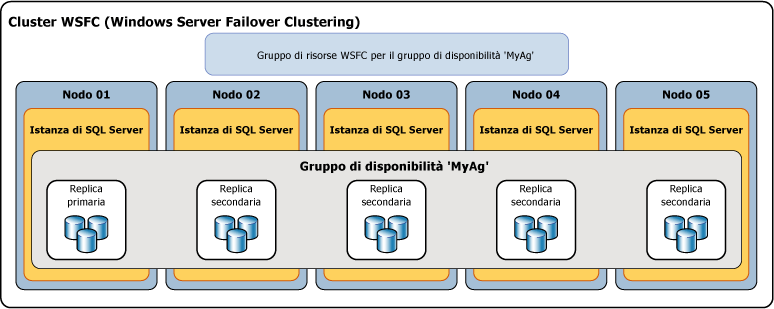 Cluster WSFC (Windows Server Failover Clustering)
Gruppo di risorse WSFC per il gruppo di disponibilità 'MyAg'
Nodo 01
Nodo 02
Nodo 03
Nodo 04
Nodo 05
Istanza di SQL Server
Istanza di SQL Server
Istanza di SQL Server
Istanza di SQL Server
Istanza di SQL Server
Gruppo di disponibilità 'MyAg'
Replica
primaria
Replica
secondaria
Replica
secondaria
Replica
secondaria
Replica
secondaria